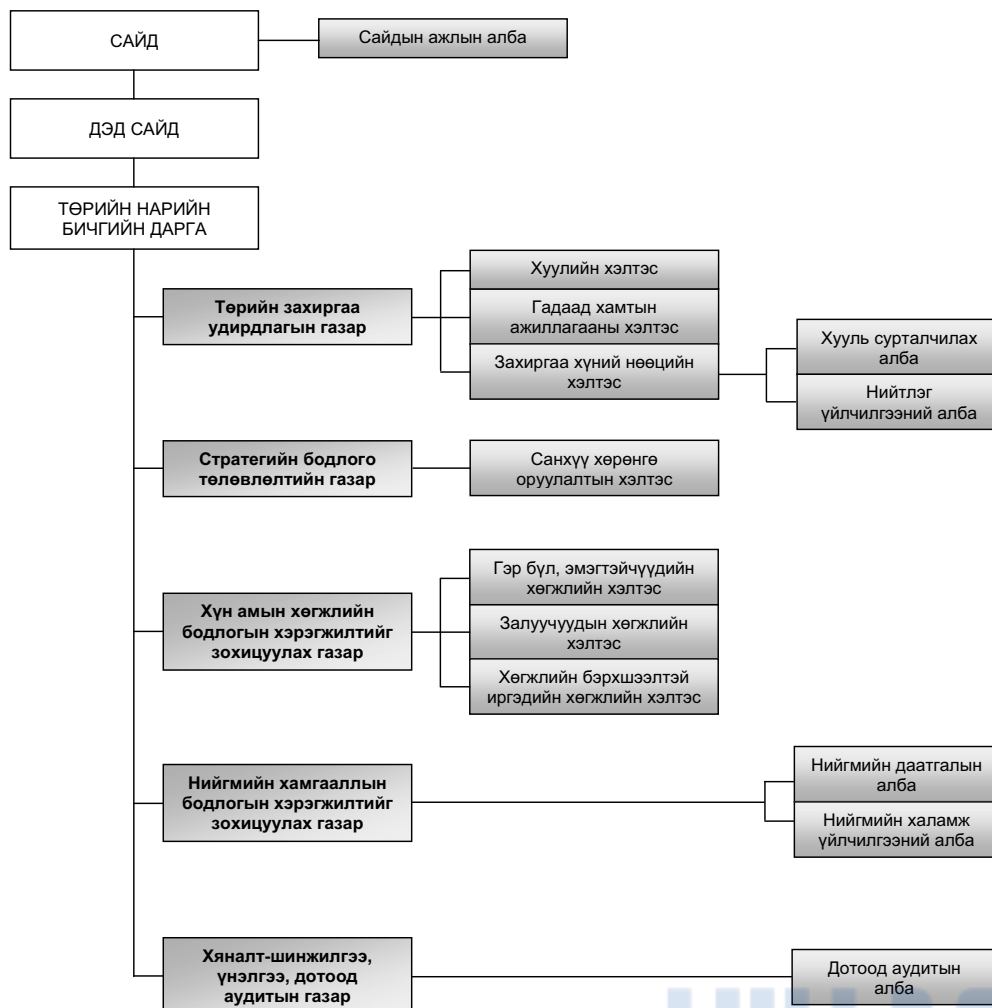 САЙД
Сайдын ажлын алба
ДЭД САЙД
ТӨРИЙН НАРИЙН
БИЧГИЙН ДАРГА
Төрийн захиргаа
удирдлагын газар
Хуулийн хэлтэс
Гадаад хамтын
ажиллагааны хэлтэс
Захиргаа хүний нөөцийн
хэлтэс
Хууль сурталчилах
алба
Нийтлэг
үйлчилгээний алба
Стратегийн бодлого
төлөвлөлтийн газар
Санхүү хөрөнгө
оруулалтын хэлтэс
Хүн амын хөгжлийн
бодлогын хэрэгжилтийг
зохицуулах газар
Гэр бүл, эмэгтэйчүүдийн
хөгжлийн хэлтэс
Залуучуудын хөгжлийн
хэлтэс
Хөгжлийн бэрхшээлтэй
иргэдийн хөгжлийн хэлтэс
Нийгмийн хамгааллын
бодлогын хэрэгжилтийг
зохицуулах газар
Нийгмийн даатгалын
алба
Нийгмийн халамж
үйлчилгээний алба
Хяналт-шинжилгээ,
үнэлгээ, дотоод
аудитын газар
Дотоод аудитын
алба